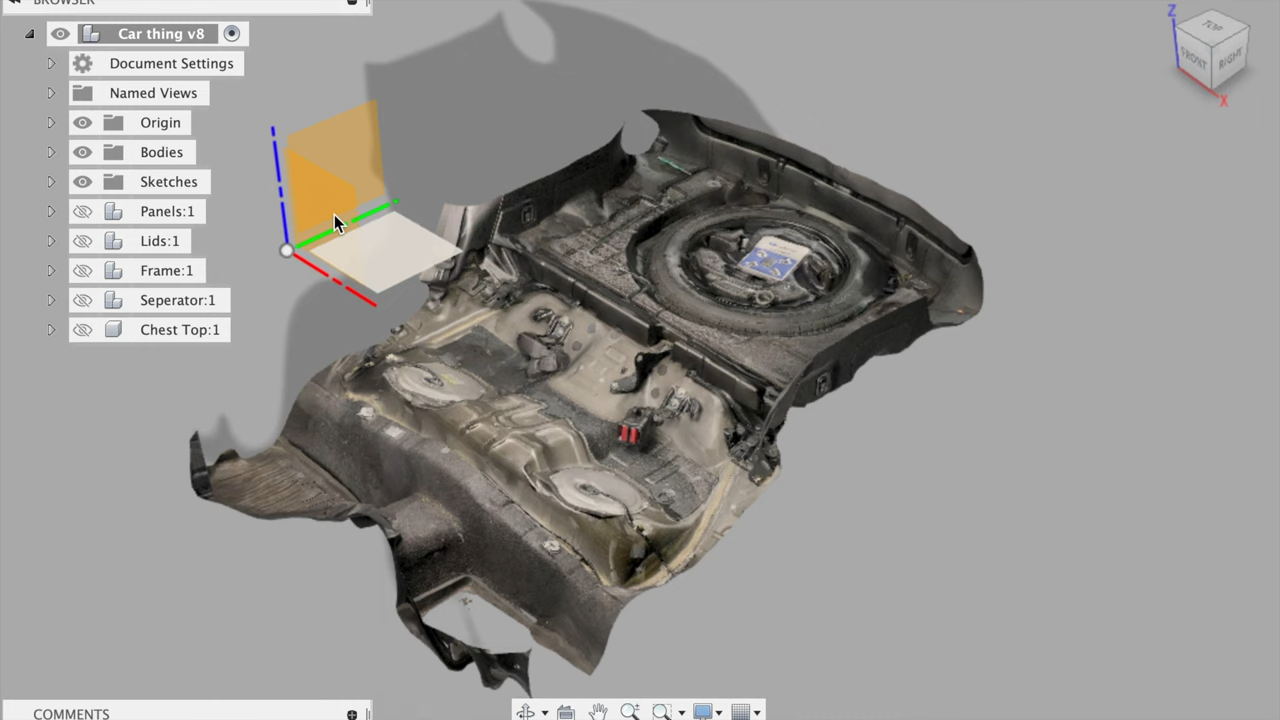 BROWSER
Car thing v8
Document Settings
Named Views
Origin
Bodies
Sketches
Panels:1
Lids:1
Frame:1
Seperator:1
Chest Top:1
COMMENTS
Z
TOP
FRONT
RIGHT
X